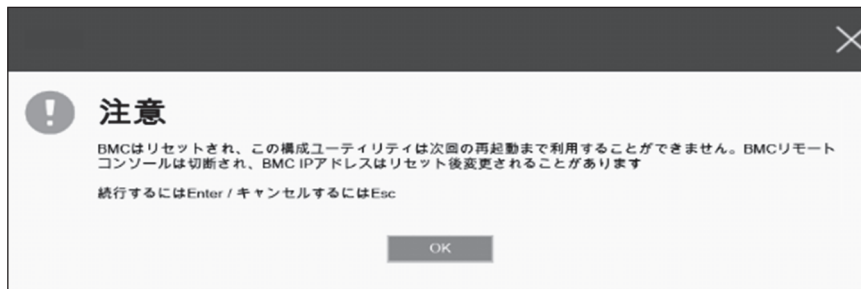 注意
BMCはリセットされ、この構成ユーティリティは次回の再起動まで利用することができません。BMCリモート
コンソールは切断され、BMC IPアドレスはリセット後変更されることがあります
続行するにはEnter / キャンセルするにはEsc
OK